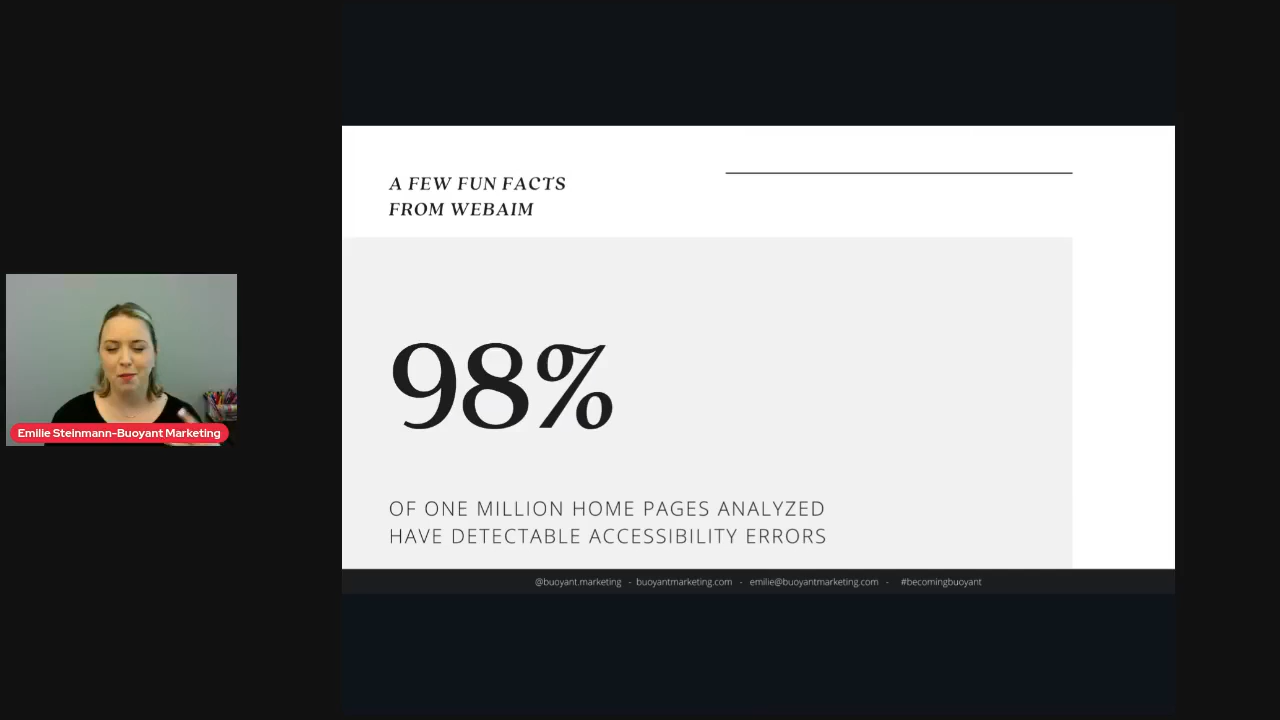 A FEW FUN FACTS
FROM WEBAIM
98%
OF ONE MILLION HOME PAGES ANALYZED
HAVE DETECTABLE ACCESSIBILITY ERRORS
@buoyant.marketing - buoyantmarketing.com - emilie@buoyantmarketing.com - #becomingbuoyant
Emilie Steinmann-Buoyant Marketing